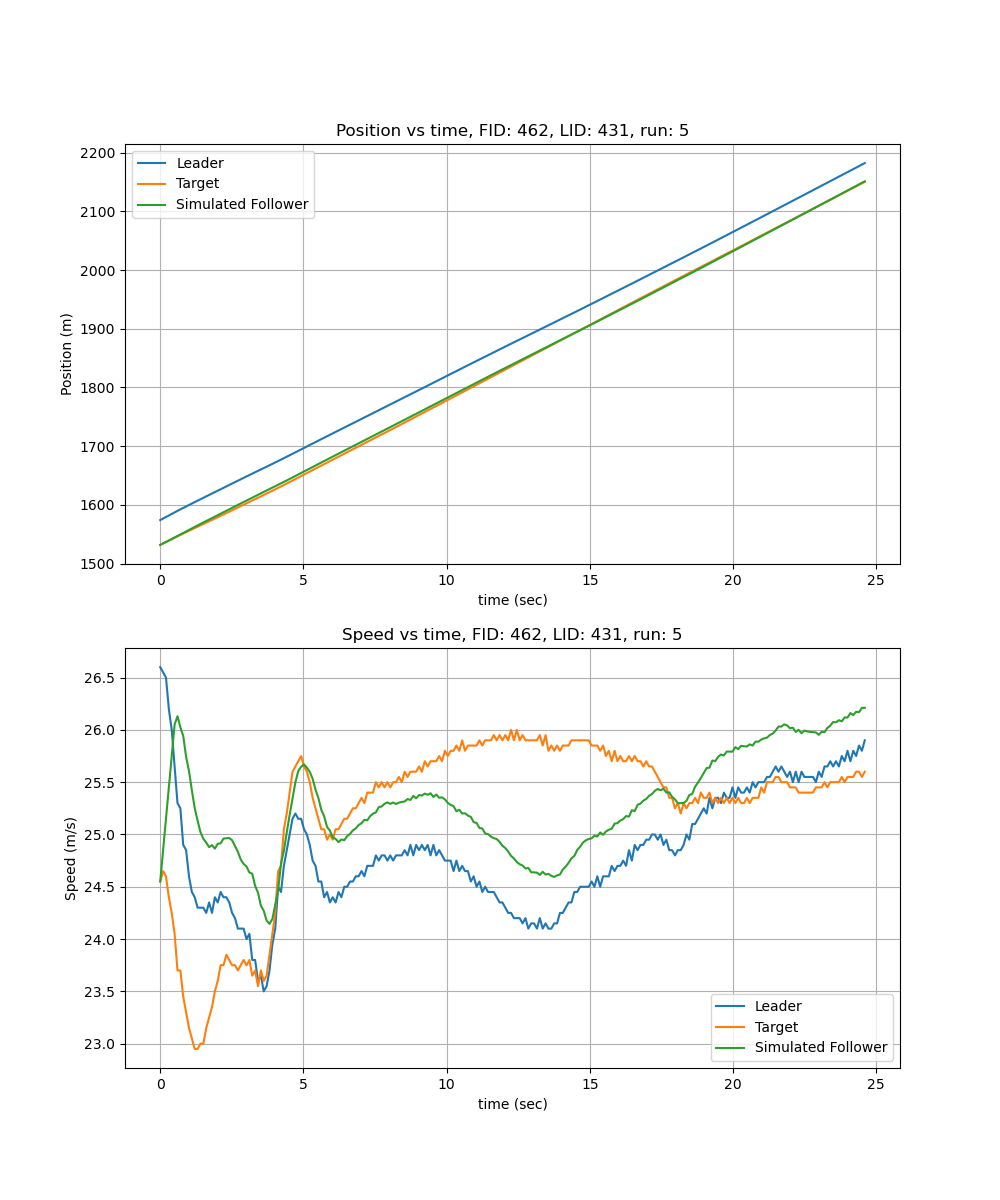 Position vs time, FID: 462, LID: 431, run: 5
Leader
Target
Simulated Follower
2200
2100
2000
1900
1800
1700
1600
1500
Position (m)
0 5 10 15 20 25
time (sec)
Speed vs time, FID: 462, LID: 431, run: 5
26.5
26.0
25.5
25.0
24.5
24.0
23.5
23.0
Speed (m/s)
Leader
Target
Simulated Follower
0 5 10 15 20 25
time (sec)